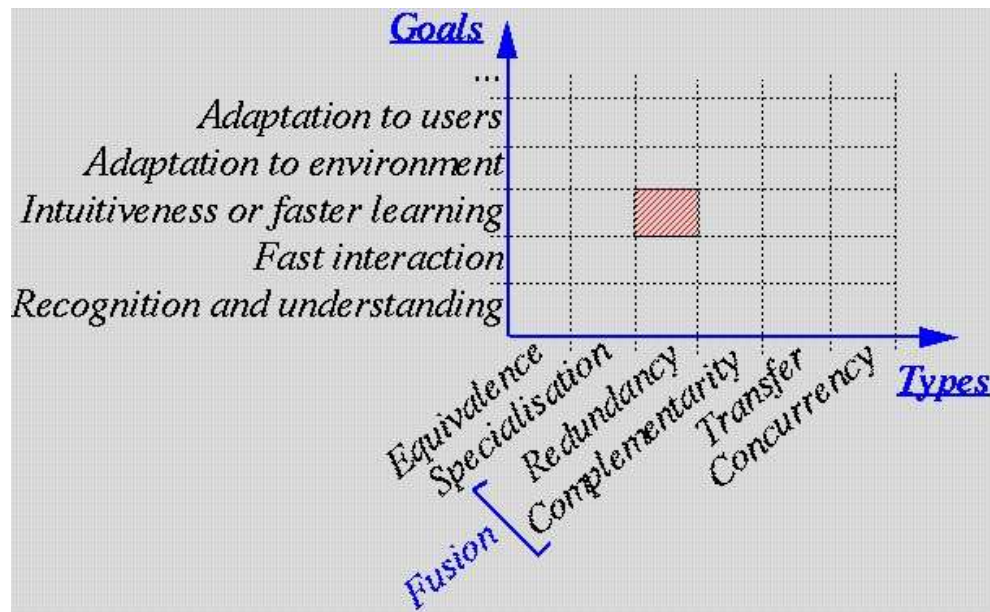 Goals
...
Adaptation to users
Adaptation to environment
Intuitiveness or faster learning
Fast interaction
Recognition and understanding
Types
Equivalence
Specialisation
Redundancy
Complementarity
Transfer
Concurrency
Fusion